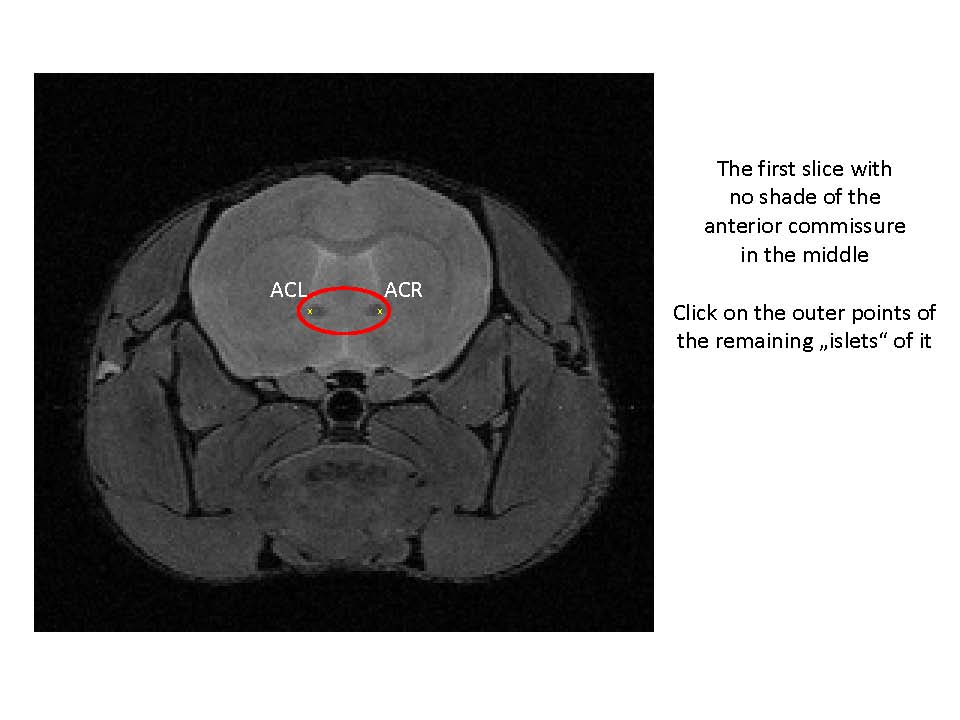 The first slice with
no shade of the
anterior commissure
in the middle
ACL
ACR
Click on the outer points of
the remaining „islets“ of it
x
x